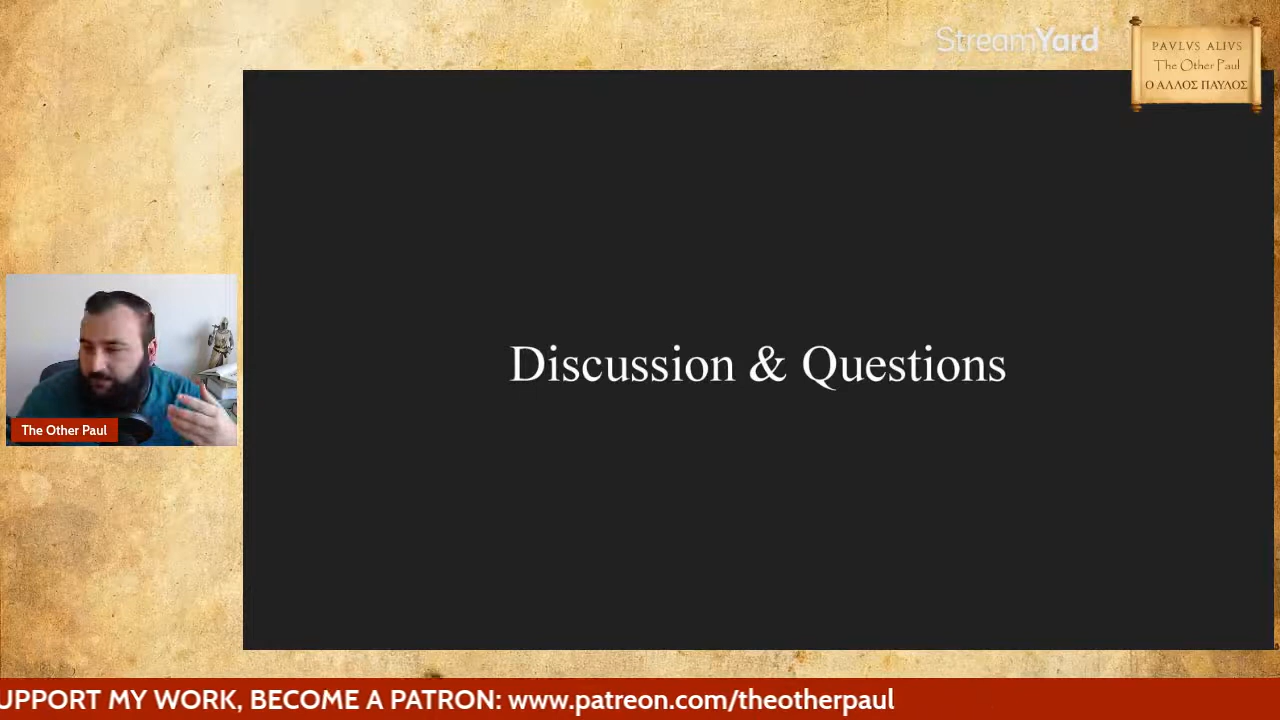 StreamYard
PAVLVS ALIVS
The Other Paul
Ο ΑΛΛΟΣ ΠΑΥΛΟΣ
Discussion & Questions
The Other Paul
UPPORT MY WORK, BECOME A PATRON: www.patreon.com/theotherpaul